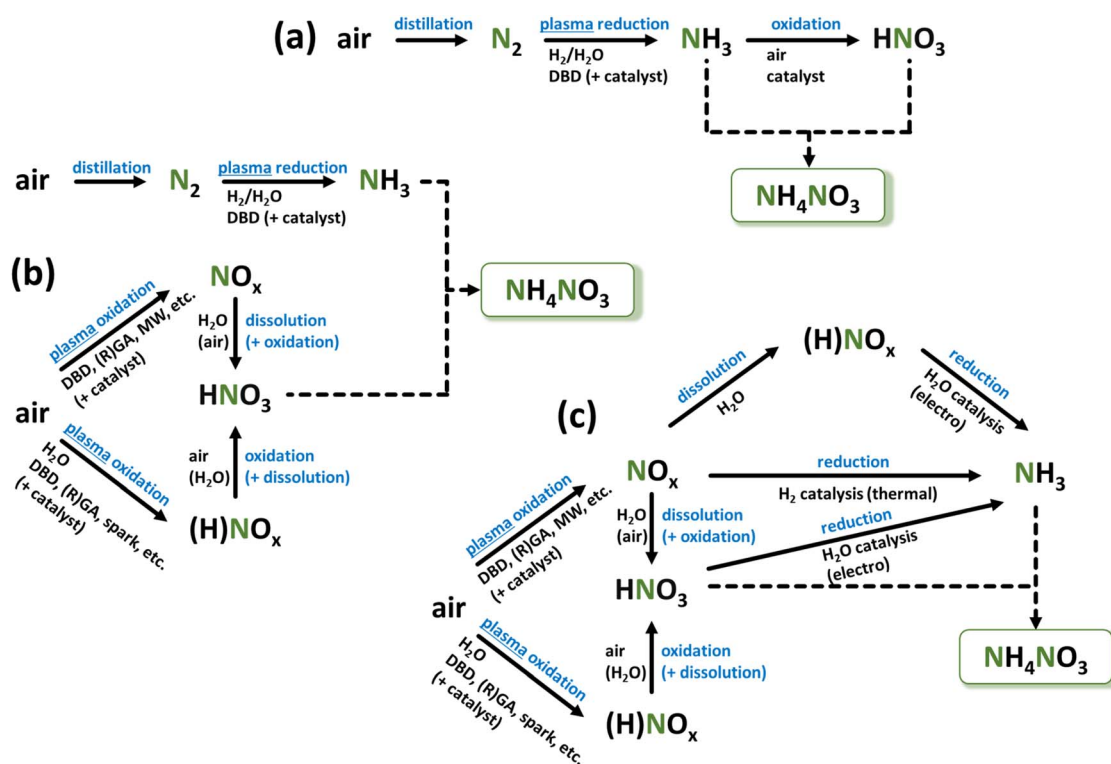 (a)
air
distillation
N2
plasma reduction
H2/H2O
DBD (+ catalyst)
NH3
oxidation
air
catalyst
HNO3
NH4NO3
(b)
air
distillation
N2
plasma reduction
H2/H2O
DBD (+ catalyst)
NH3
air
plasma oxidation
DBD, (R)GA, MW, etc.
(+ catalyst)
NOx
H2O
(air)
dissolution
(+ oxidation)
HNO3
air
(H2O)
oxidation
(+ dissolution)
plasma oxidation
H2O
DBD, (R)GA, spark, etc.
(+ catalyst)
(H)NOx
NH4NO3
(c)
air
plasma oxidation
DBD, (R)GA, MW, etc.
(+ catalyst)
NOx
dissolution
H2O
(H)NOx
reduction
H2O catalysis
(electro)
reduction
H2 catalysis (thermal)
NH3
H2O
(air)
dissolution
(+ oxidation)
reduction
H2O catalysis
(electro)
HNO3
air
(H2O)
oxidation
(+ dissolution)
plasma oxidation
H2O
DBD, (R)GA, spark, etc.
(+ catalyst)
(H)NOx
NH4NO3